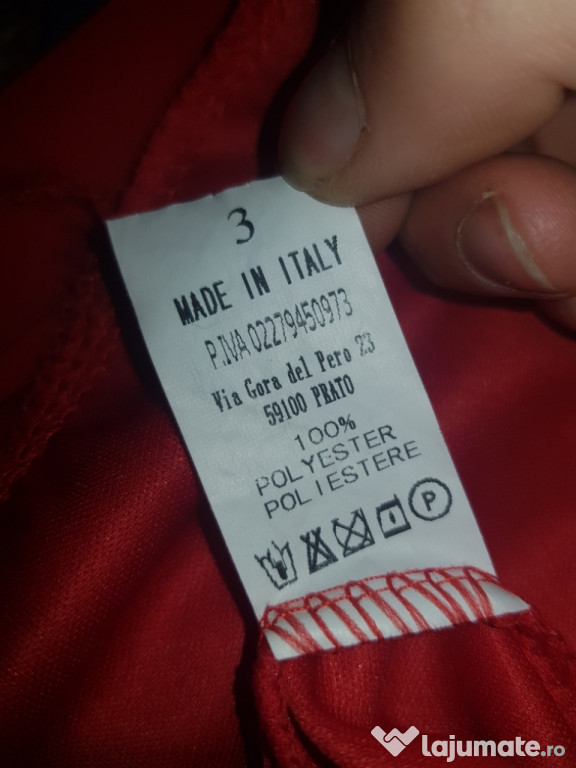 3
MADE IN ITALY
P.IVA 02279450973
Via Gora del Pero 23
59100 PRATO
100%
POLYESTER
POLIESTERE
P
lajumate.ro